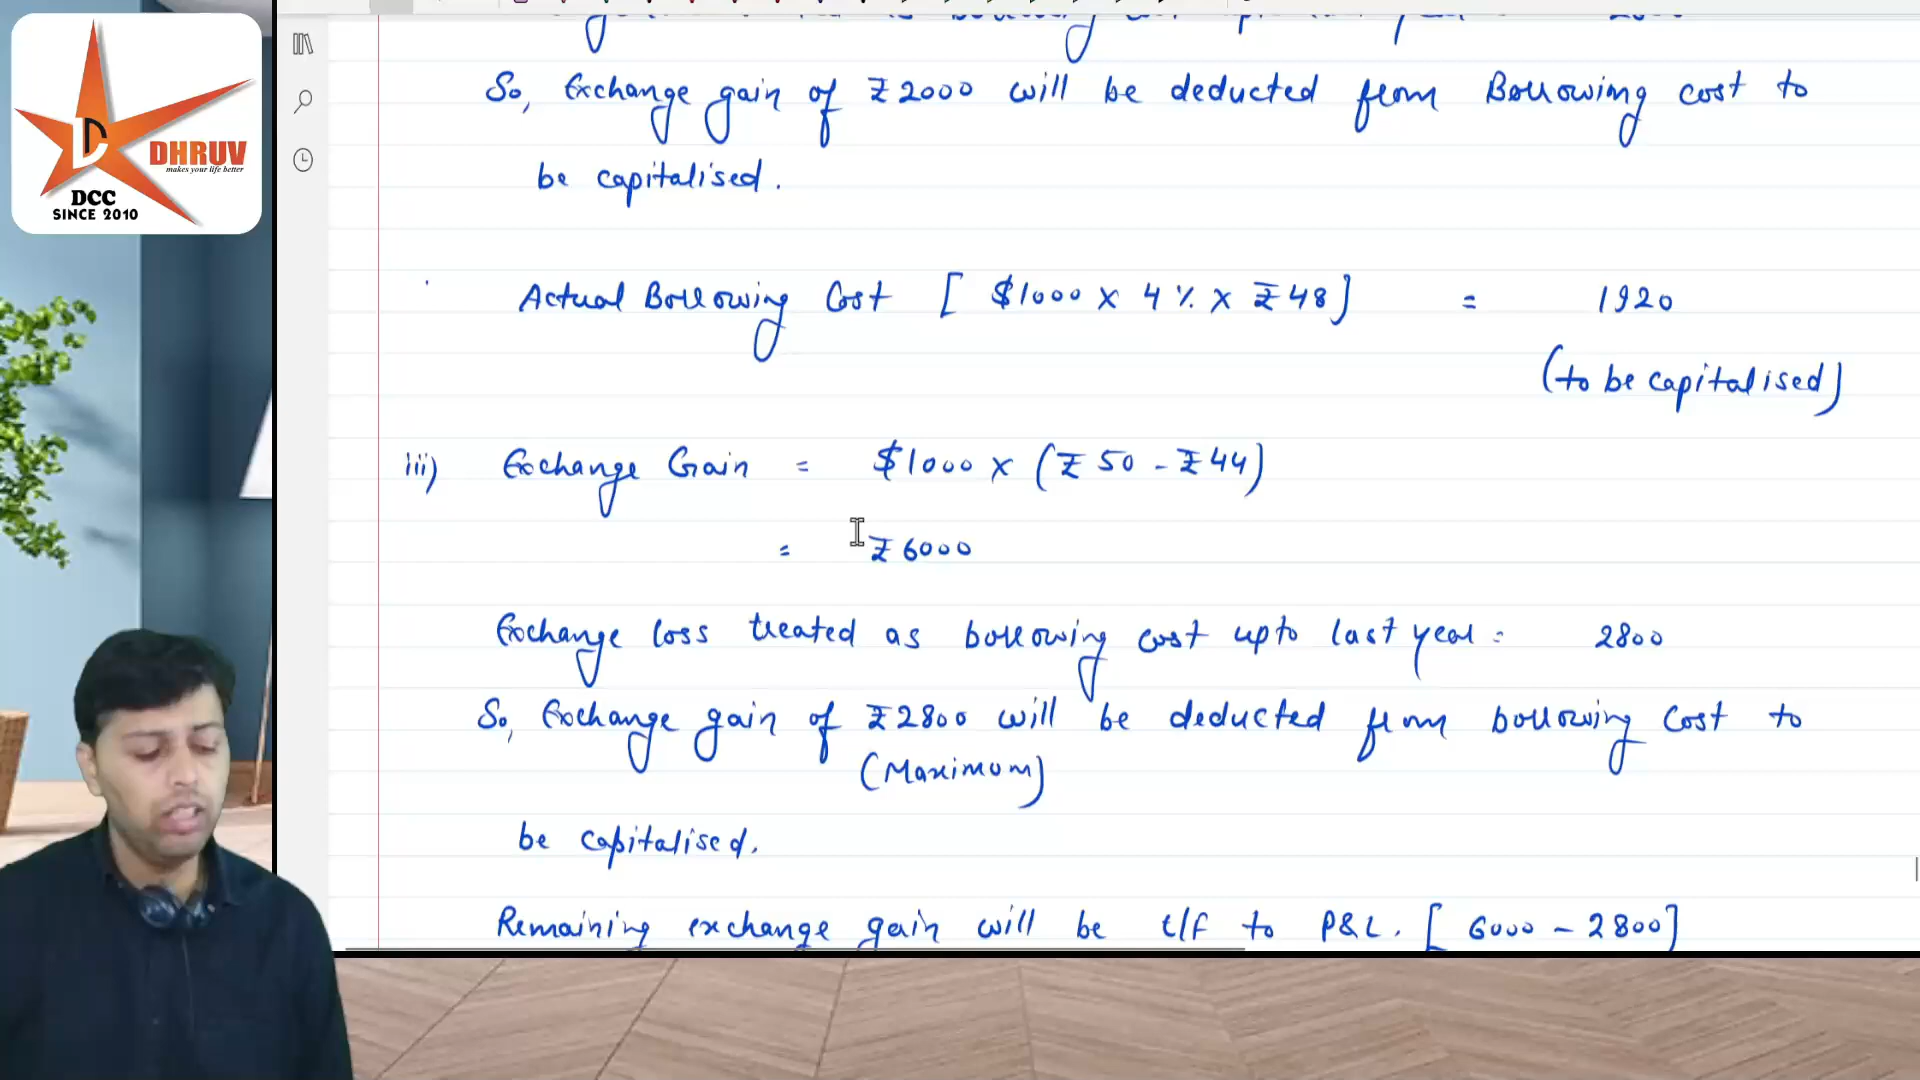 So, Exchange gain of ₹2000 will be deducted from Borrowing cost to
be capitalised.
Actual Borrowing Cost [ $1000 x 4% x ₹48] = 1920
(to be capitalised)
iii) Exchange Gain = $1000 x (₹50 - ₹44)
= ₹6000
Exchange loss treated as borrowing cost upto last year = 2800
So, Exchange gain of ₹2800 will be deducted from borrowing cost to
(Maximum)
be capitalised.
Remaining exchange gain will be t/f to P&L. [ 6000 - 2800]
DC
DHRUV
makes your life better
DCC
SINCE 2010